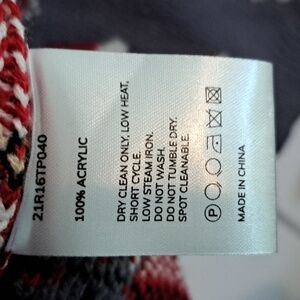 21R16TP040
100% ACRYLIC
DRY CLEAN ONLY, LOW HEAT,
SHORT CYCLE.
LOW STEAM IRON.
DO NOT WASH.
DO NOT TUMBLE DRY.
SPOT CLEANABLE.
P
MADE IN CHINA